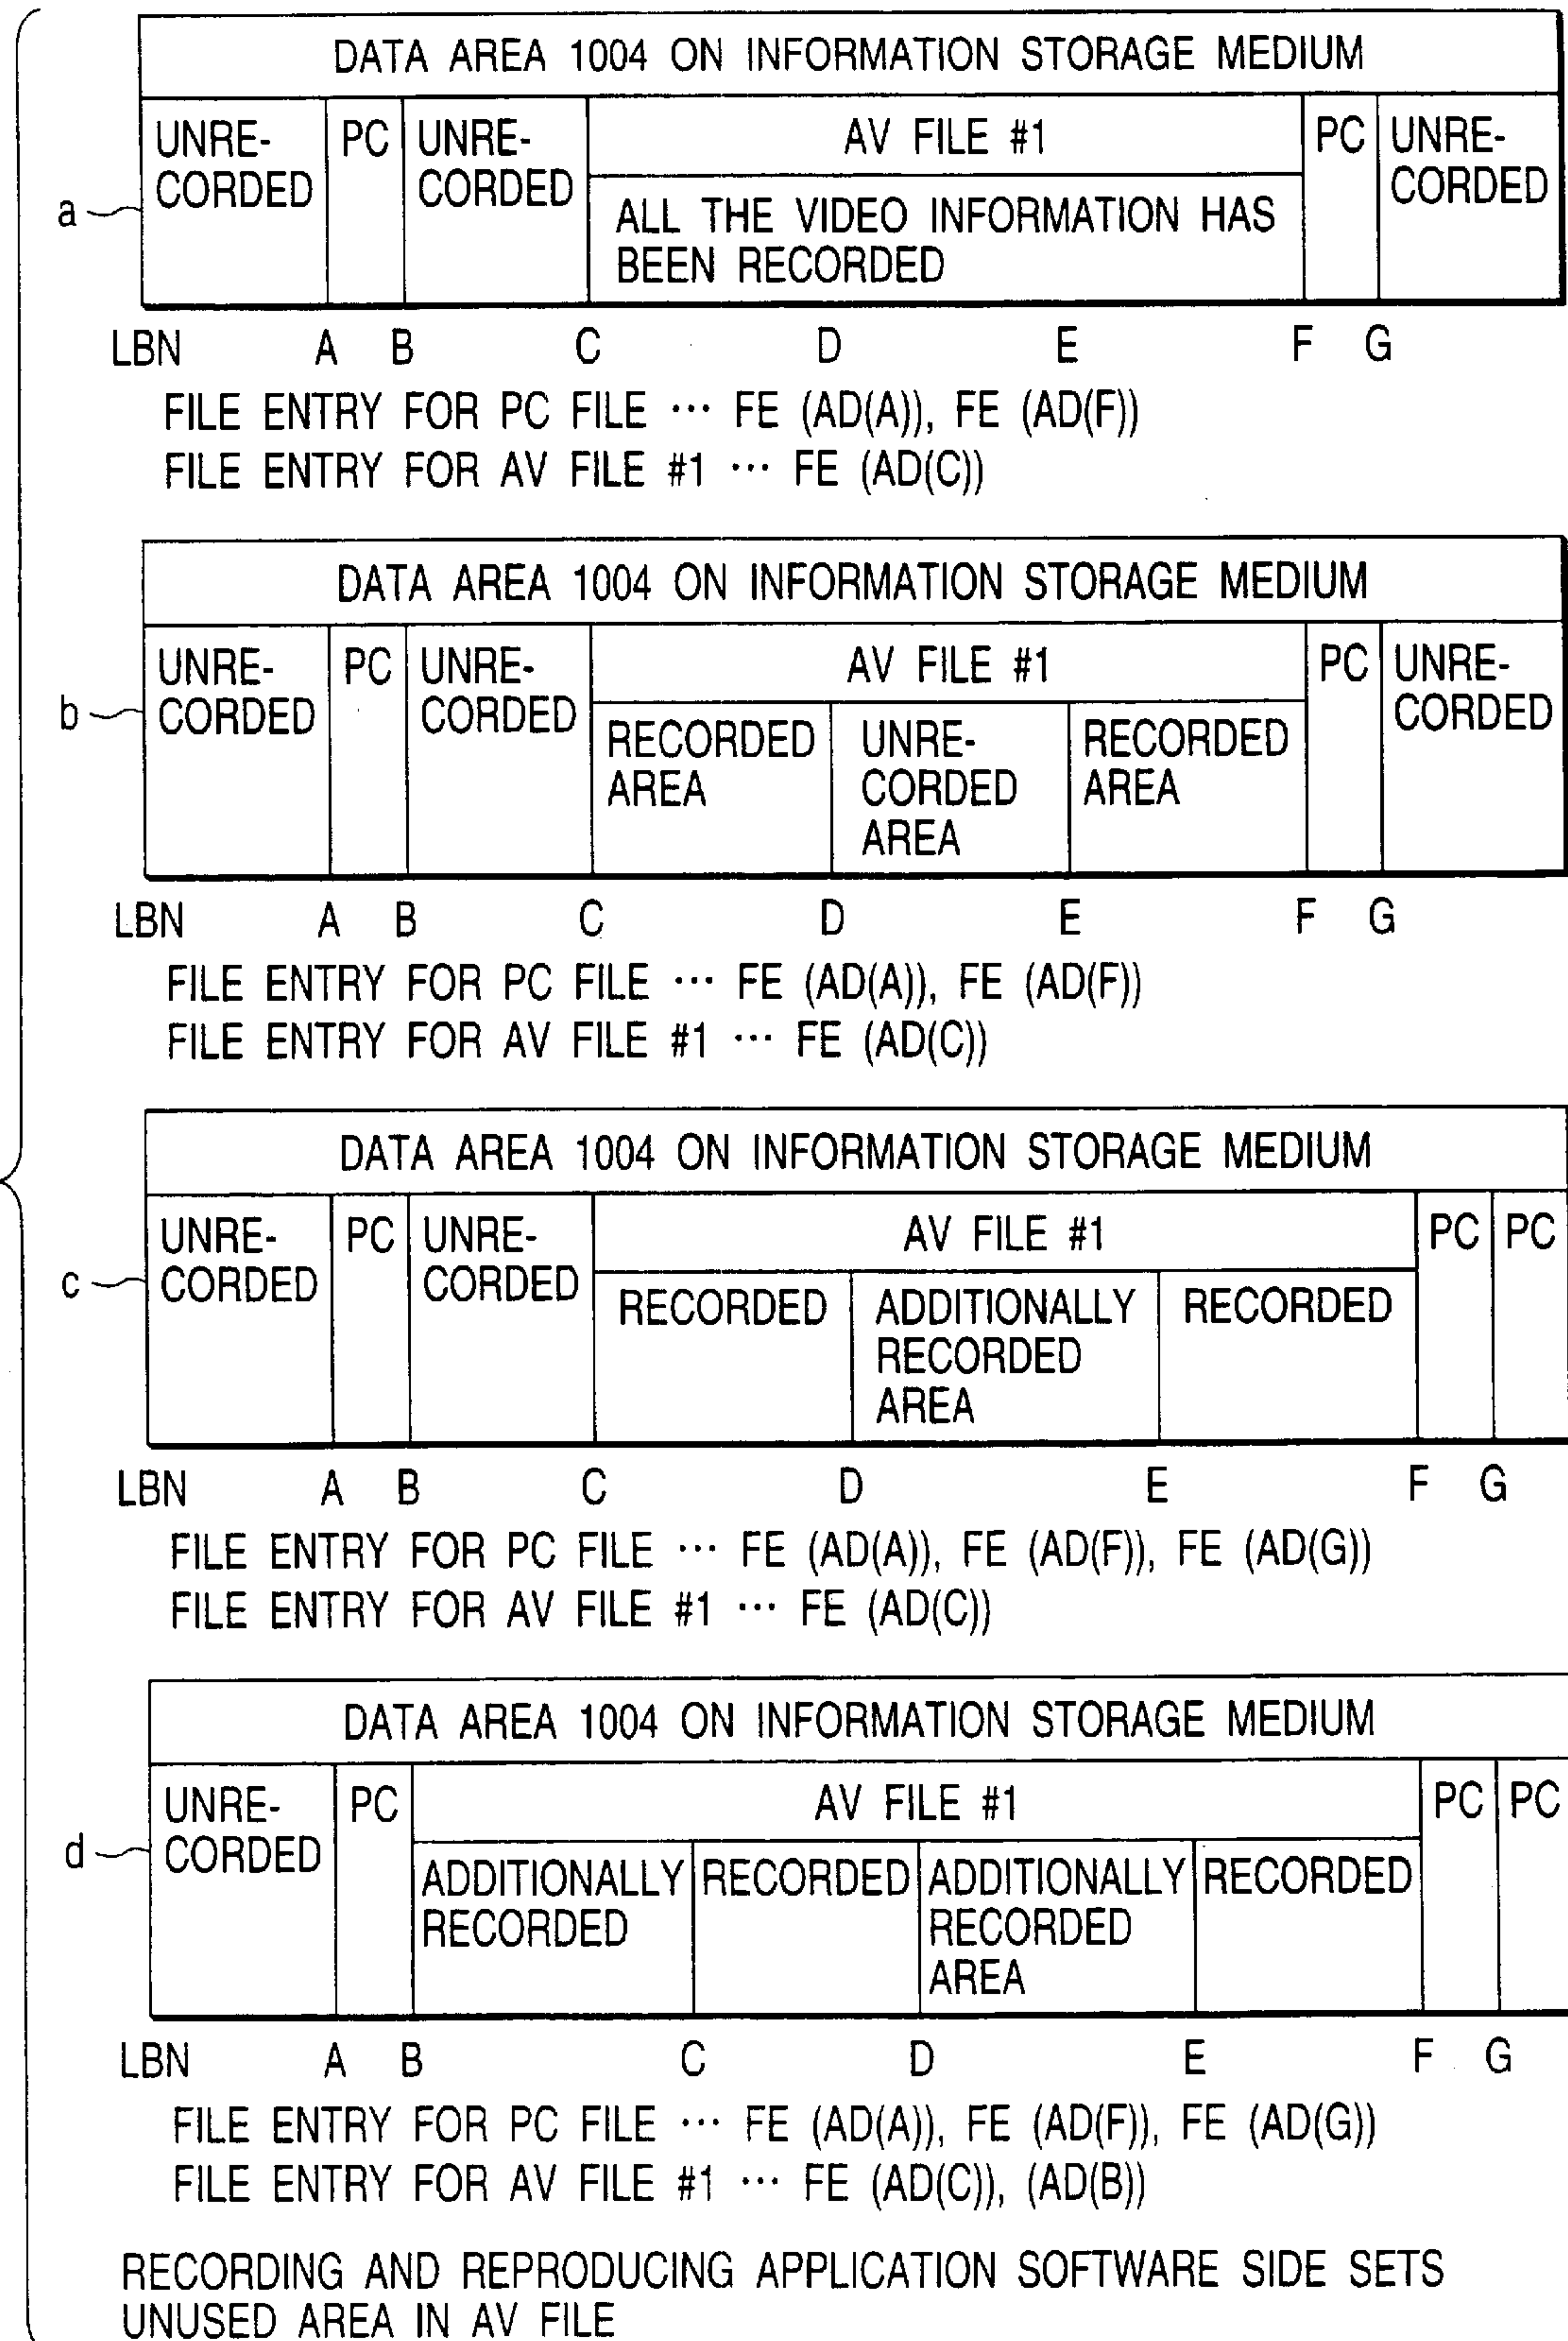 DATA AREA 1004 ON INFORMATION STORAGE MEDIUM
UNRE-
CORDED
PC
UNRE-
CORDED
AV FILE #1
ALL THE VIDEO INFORMATION HAS
BEEN RECORDED
PC
UNRE-
CORDED
a
LBN A B C D E F G
FILE ENTRY FOR PC FILE ··· FE (AD(A)), FE (AD(F))
FILE ENTRY FOR AV FILE #1 ··· FE (AD(C))
DATA AREA 1004 ON INFORMATION STORAGE MEDIUM
UNRE-
CORDED
PC
UNRE-
CORDED
AV FILE #1
RECORDED
AREA
UNRE-
CORDED
AREA
RECORDED
AREA
PC
UNRE-
CORDED
b
LBN A B C D E F G
FILE ENTRY FOR PC FILE ··· FE (AD(A)), FE (AD(F))
FILE ENTRY FOR AV FILE #1 ··· FE (AD(C))
DATA AREA 1004 ON INFORMATION STORAGE MEDIUM
UNRE-
CORDED
PC
UNRE-
CORDED
AV FILE #1
RECORDED
ADDITIONALLY
RECORDED
AREA
RECORDED
PC
PC
c
LBN A B C D E F G
FILE ENTRY FOR PC FILE ··· FE (AD(A)), FE (AD(F)), FE (AD(G))
FILE ENTRY FOR AV FILE #1 ··· FE (AD(C))
DATA AREA 1004 ON INFORMATION STORAGE MEDIUM
UNRE-
CORDED
PC
AV FILE #1
ADDITIONALLY
RECORDED
RECORDED
ADDITIONALLY
RECORDED
AREA
RECORDED
PC
PC
d
LBN A B C D E F G
FILE ENTRY FOR PC FILE ··· FE (AD(A)), FE (AD(F)), FE (AD(G))
FILE ENTRY FOR AV FILE #1 ··· FE (AD(C)), (AD(B))
RECORDING AND REPRODUCING APPLICATION SOFTWARE SIDE SETS
UNUSED AREA IN AV FILE